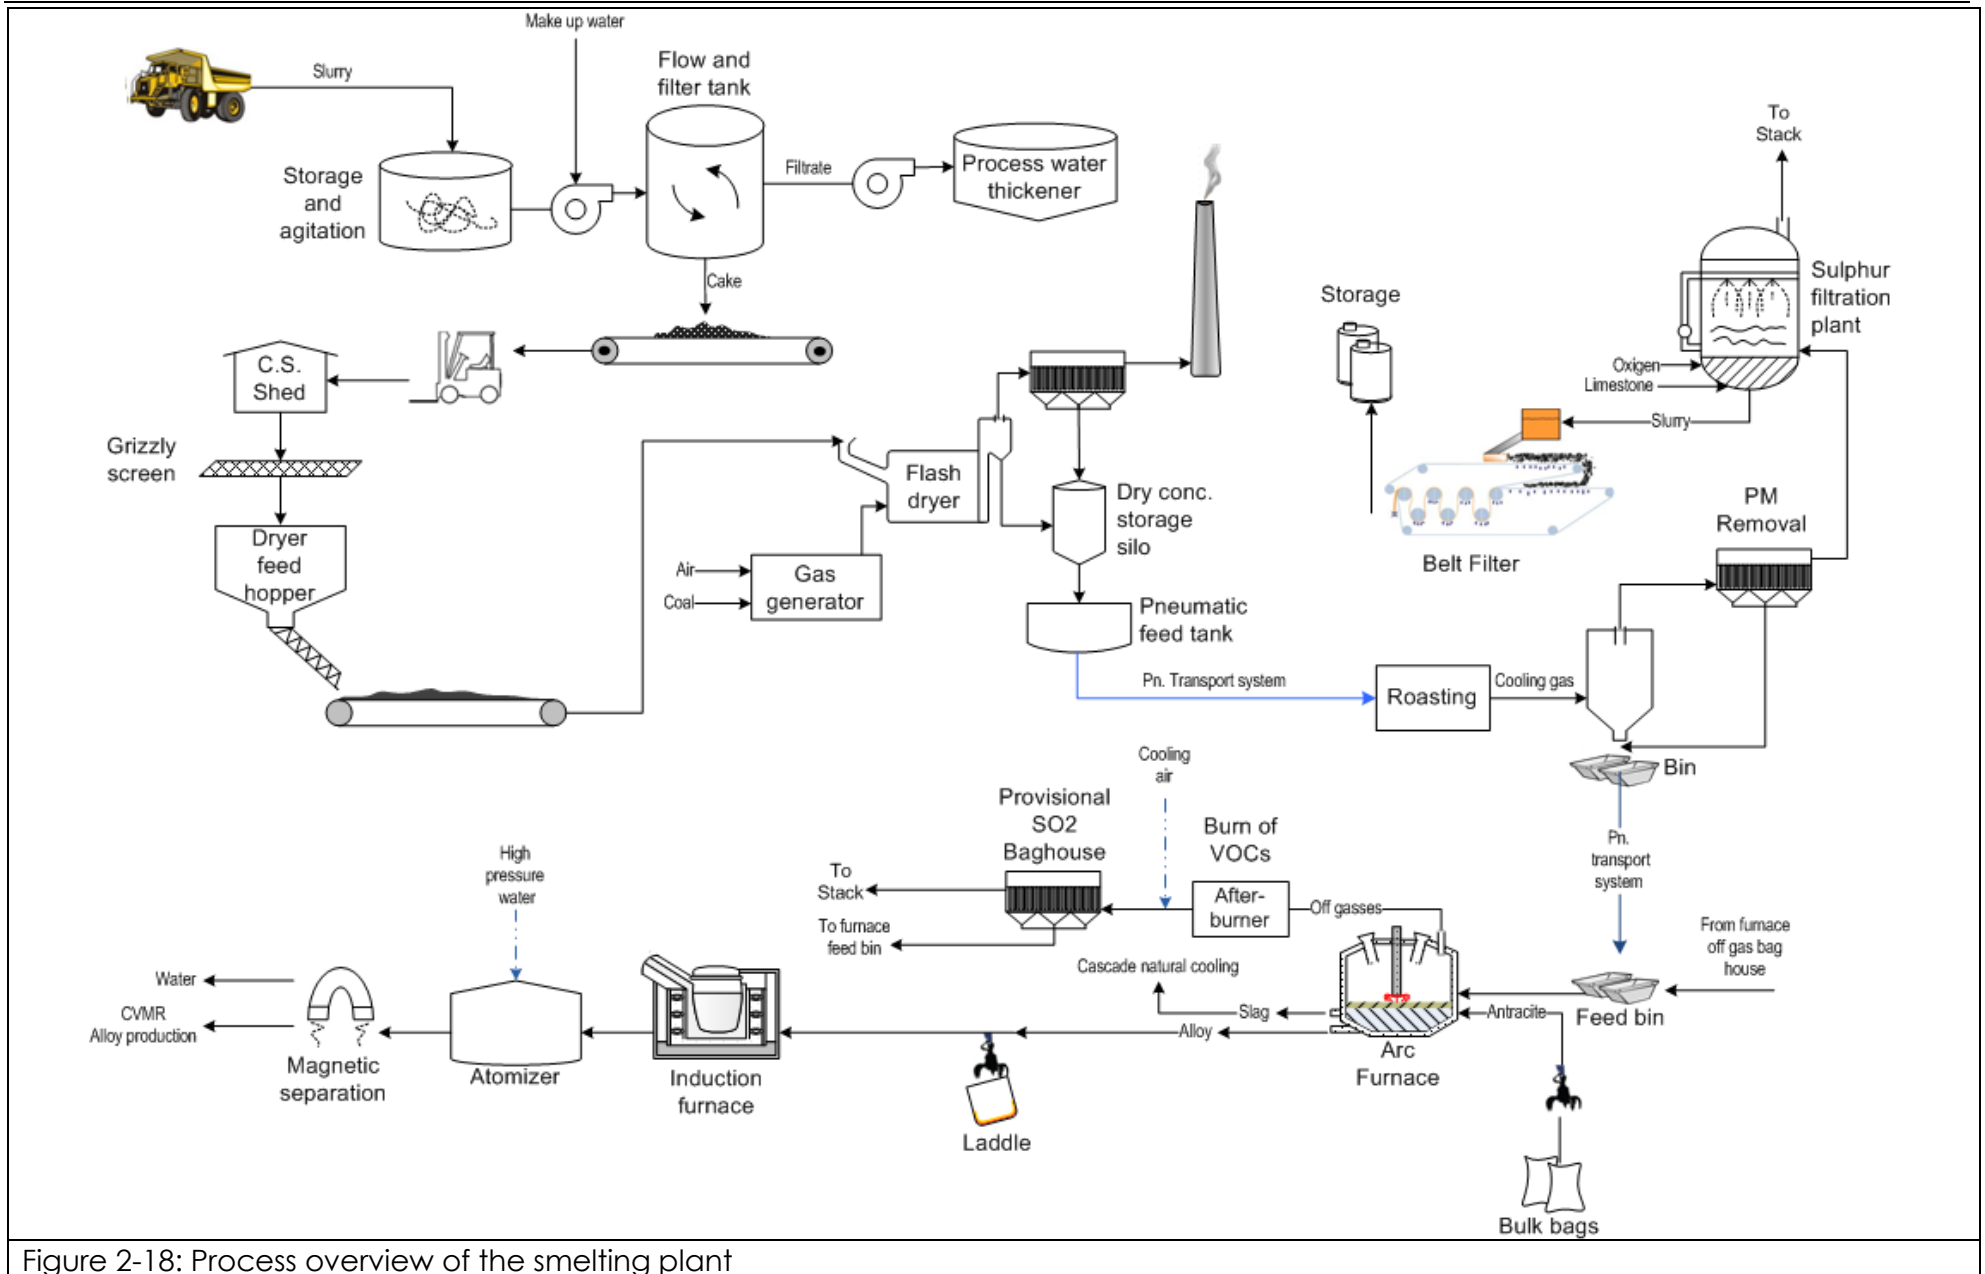 Make up water
Slurry
Flow and
filter tank
Storage
and
agitation
Filtrate
Process water
thickener
Cake
To
Stack
Sulphur
filtration
plant
Oxigen
Limestone
Slurry
Storage
Belt Filter
C.S.
Shed
Grizzly
screen
Dryer
feed
hopper
Flash
dryer
Air
Coal
Gas
generator
Dry conc.
storage
silo
Pneumatic
feed tank
Pn. Transport system
Roasting
Cooling gas
PM
Removal
Bin
Pn.
transport
system
From furnace
off gas bag
house
Feed bin
Antracite
Bulk bags
Arc
Furnace
Off gasses
Burn of
VOCs
After-
burner
Cooling
air
Provisional
SO2
Baghouse
To
Stack
To furnace
feed bin
Cascade natural cooling
Slag
Alloy
Laddle
Induction
furnace
High
pressure
water
Atomizer
Magnetic
separation
Water
CVMR
Alloy production
Figure 2-18: Process overview of the smelting plant